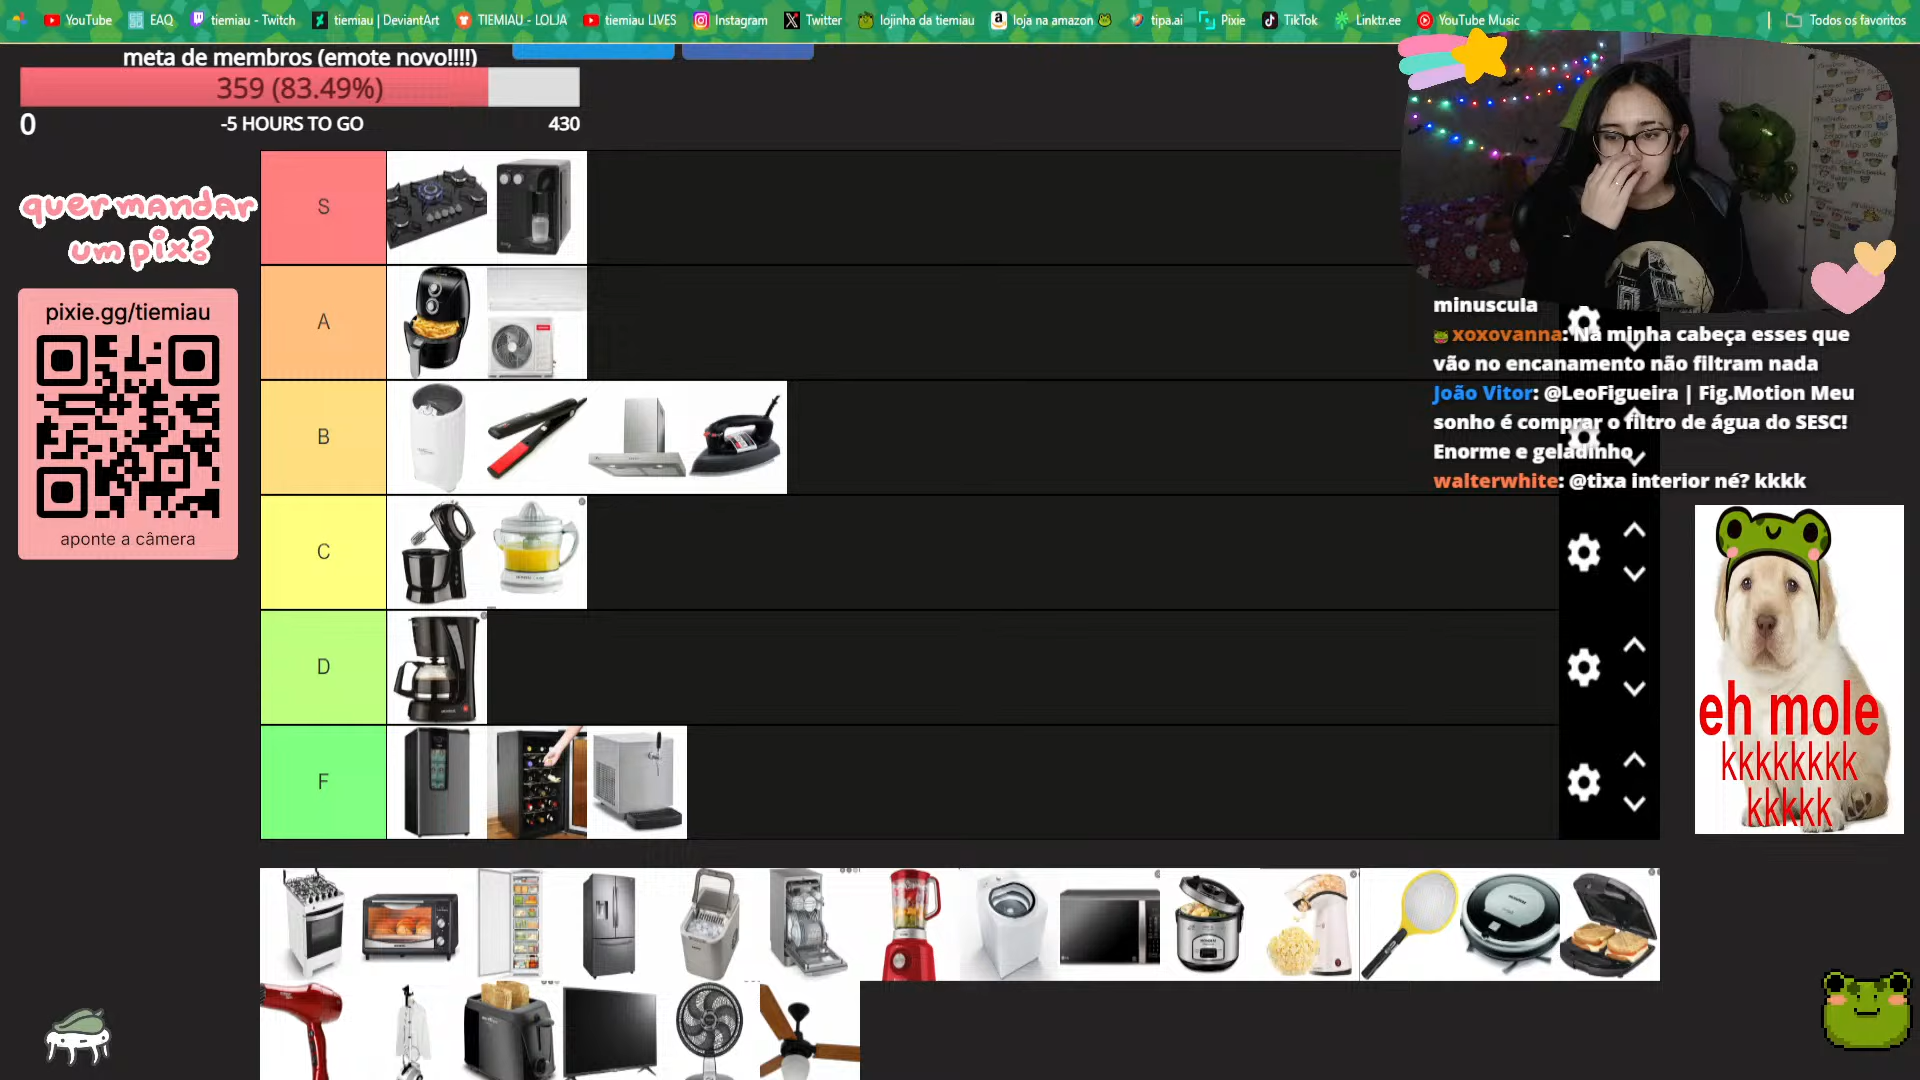 YouTube
EAQ
tiemiau - Twitch
tiemiau | DeviantArt
TIEMIAU - LOLJA
tiemiau LIVES
Instagram
Twitter
lojinha da tiemiau
loja na amazon
tipa.ai
Pixie
TikTok
Linktr.ee
YouTube Music
Todos os favoritos
meta de membros (emote novo!!!!)
359 (83.49%)
0
-5 HOURS TO GO
430
quer mandar
um pix?
pixie.gg/tiemiau
aponte a câmera
S
A
B
C
D
F
minuscula
xoxovanna: Na minha cabeça esses que
vão no encanamento não filtram nada
João Vitor: @LeoFigueira | Fig.Motion Meu
sonho é comprar o filtro de água do SESC!
Enorme e geladinho
walterwhite: @tixa interior né? kkkk
eh mole
kkkkkkkk
kkkkk